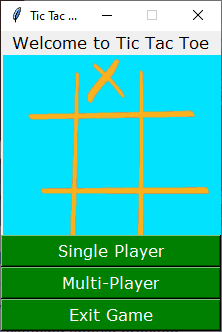 Tic Tac ...
Welcome to Tic Tac Toe
Single Player
Multi-Player
Exit Game